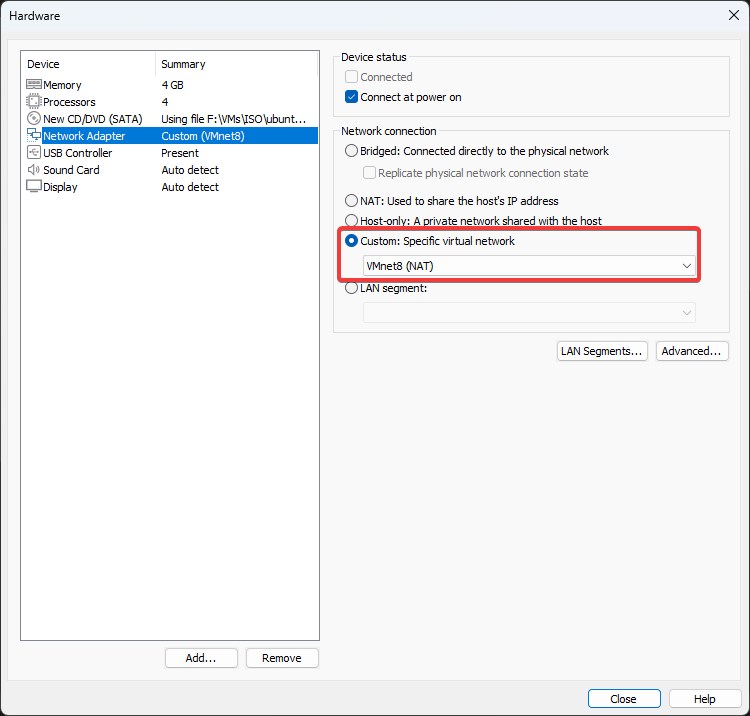 Hardware
Device Summary
Memory 4 GB
Processors 4
New CD/DVD (SATA) Using file F:\VMs\ISO\ubunt...
Network Adapter Custom (VMnet8)
USB Controller Present
Sound Card Auto detect
Display Auto detect
Add... Remove
Device status
Connected
Connect at power on
Network connection
Bridged: Connected directly to the physical network
Replicate physical network connection state
NAT: Used to share the host's IP address
Host-only: A private network shared with the host
Custom: Specific virtual network
VMnet8 (NAT)
LAN segment:
LAN Segments... Advanced...
Close Help